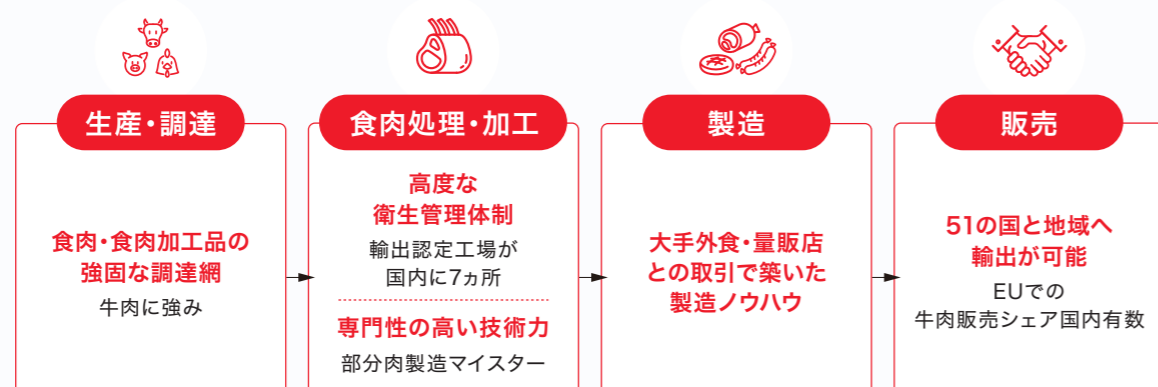 生産・調達
食肉・食肉加工品の
強固な調達網
牛肉に強み
食肉処理・加工
高度な
衛生管理体制
輸出認定工場が
国内に7ヵ所
専門性の高い技術力
部分肉製造マイスター
製造
大手外食・量販店
との取引で築いた
製造ノウハウ
販売
51の国と地域へ
輸出が可能
EUでの
牛肉販売シェア国内有数